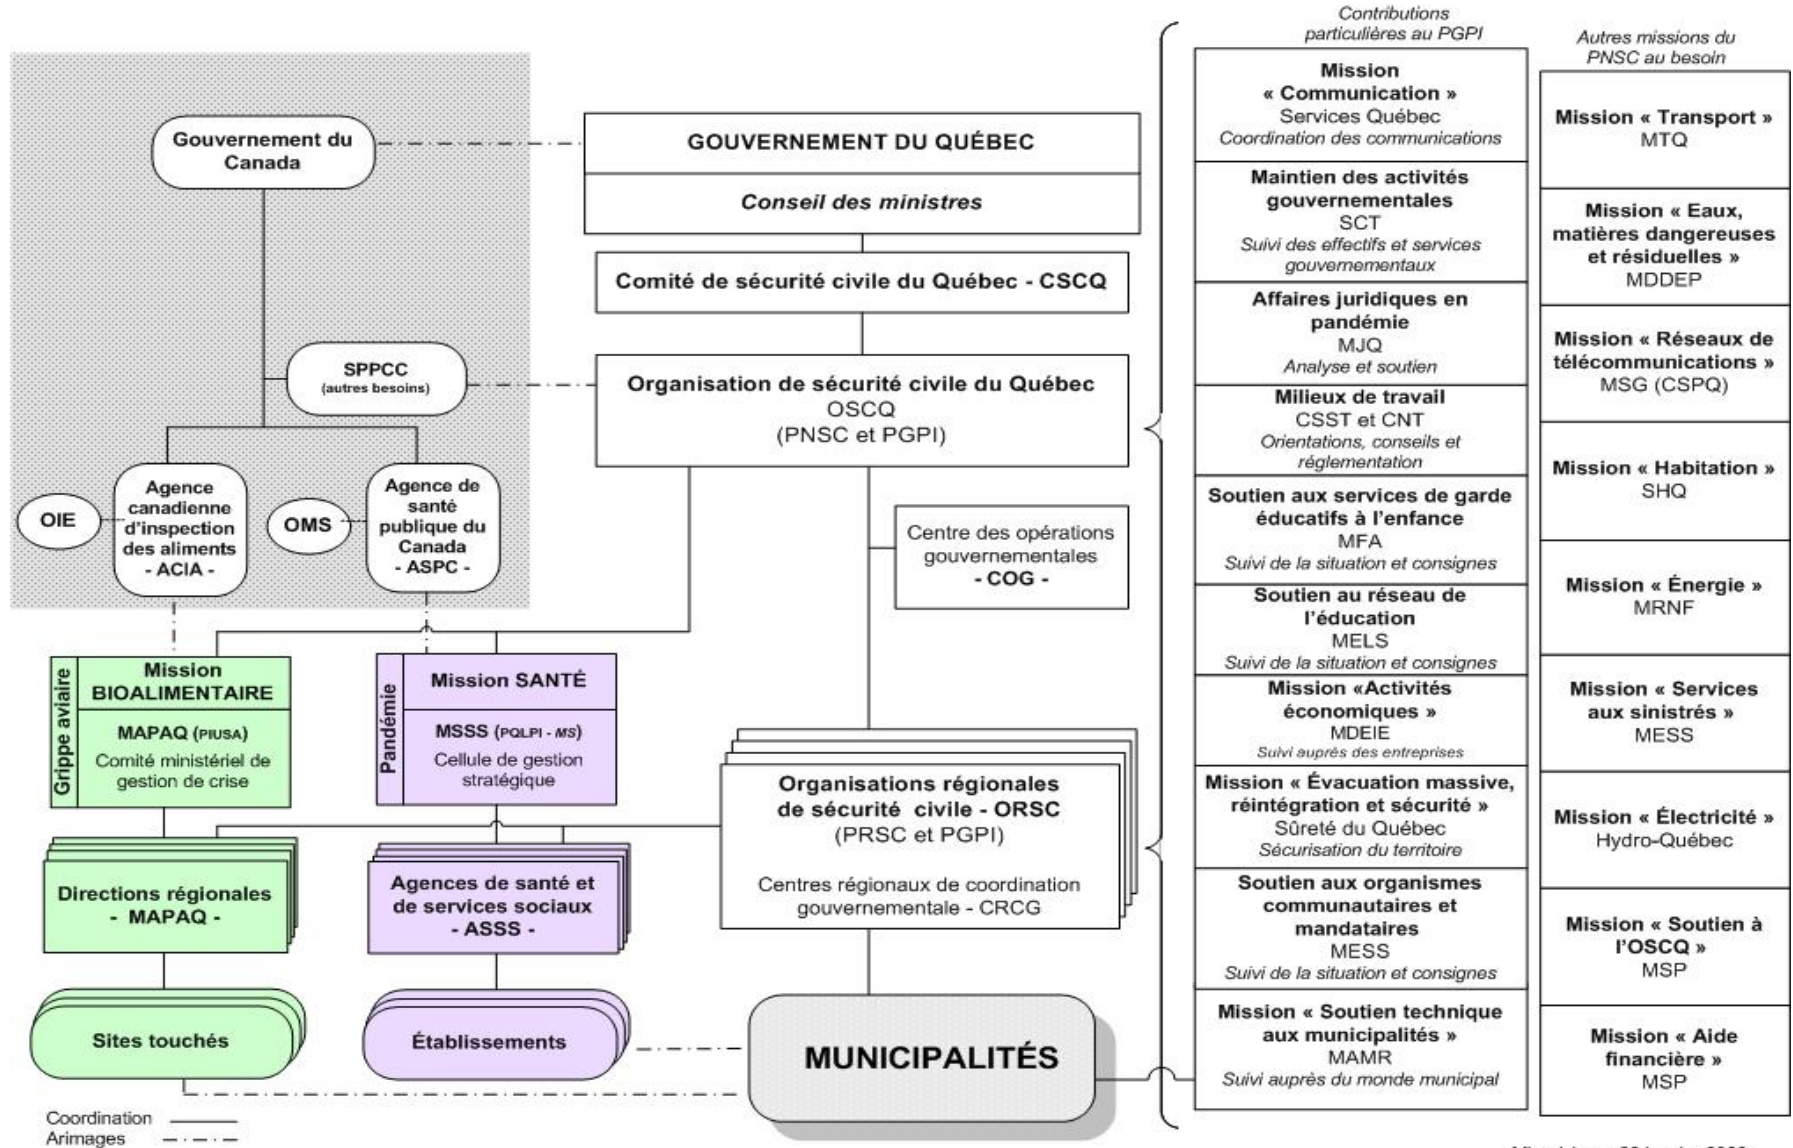 Contributions
particulières au PGPI
Autres missions du
PNSC au besoin
Gouvernement du
Canada
GOUVERNEMENT DU QUÉBEC
Conseil des ministres
Comité de sécurité civile du Québec - CSCQ
SPPCC
(autres besoins)
Organisation de sécurité civile du Québec
OSCQ
(PNSC et PGPI)
OIE
Agence
canadienne
d'inspection
des aliments
- ACIA -
OMS
Agence de
santé
publique du
Canada
- ASPC -
Centre des opérations
gouvernementales
- COG -
Grippe aviaire
Mission
BIOALIMENTAIRE
MAPAQ (PIUSA)
Comité ministériel de
gestion de crise
Pandémie
Mission SANTÉ
MSSS (PQLPI - MS)
Cellule de gestion
stratégique
Organisations régionales
de sécurité civile - ORSC
(PRSC et PGPI)
Centres régionaux de coordination
gouvernementale - CRCG
Directions régionales
- MAPAQ -
Agences de santé et
de services sociaux
- ASSS -
Sites touchés
Établissements
MUNICIPALITÉS
Coordination
Arimages
Mission
« Communication »
Services Québec
Coordination des communications
Maintien des activités
gouvernementales
SCT
Suivi des effectifs et services
gouvernementaux
Affaires juridiques en
pandémie
MJQ
Analyse et soutien
Milieux de travail
CSST et CNT
Orientations, conseils et
réglementation
Soutien aux services de garde
éducatifs à l'enfance
MFA
Suivi de la situation et consignes
Soutien au réseau de
l'éducation
MELS
Suivi de la situation et consignes
Mission «Activités
économiques »
MDEIE
Suivi auprès des entreprises
Mission « Évacuation massive,
réintégration et sécurité »
Sûreté du Québec
Sécurisation du territoire
Soutien aux organismes
communautaires et
mandataires
MESS
Suivi de la situation et consignes
Mission « Soutien technique
aux municipalités »
MAMR
Suivi auprès du monde municipal
Mission « Transport »
MTQ
Mission « Eaux,
matières dangereuses
et résiduelles »
MDDEP
Mission « Réseaux de
télécommunications »
MSG (CSPQ)
Mission « Habitation »
SHQ
Mission « Énergie »
MRNF
Mission « Services
aux sinistrés »
MESS
Mission « Électricité »
Hydro-Québec
Mission « Soutien à
l'OSCQ »
MSP
Mission « Aide
financière »
MSP